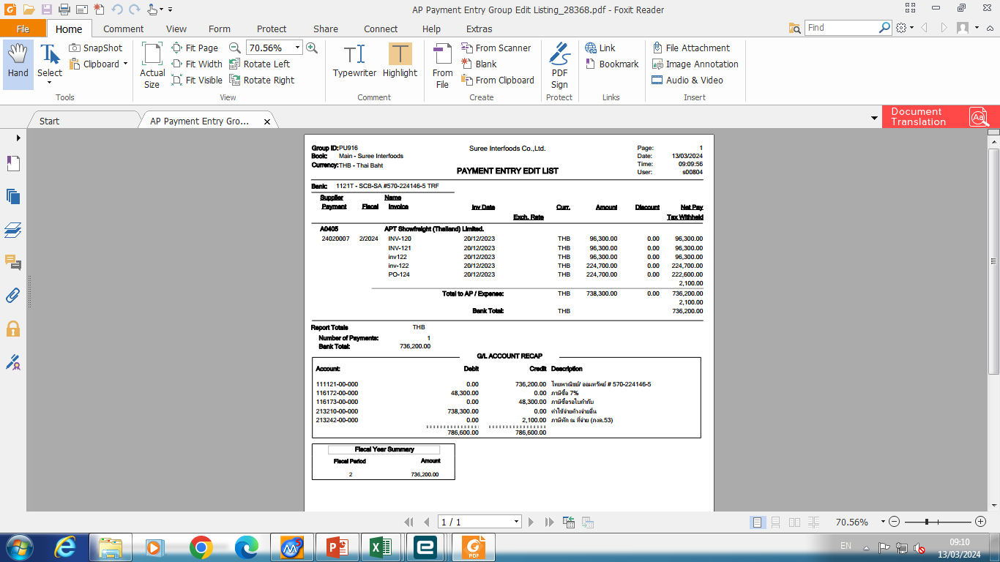 AP Payment Entry Group Edit Listing_28368.pdf - Foxit Reader
File Home Comment View Form Protect Share Connect Help Extras Find
Hand
Select
SnapShot
Clipboard
Tools
Actual Size
Fit Page
Fit Width
Fit Visible
70.56%
Rotate Left
Rotate Right
View
Typewriter
Highlight
Comment
From File
From Scanner
Blank
From Clipboard
Create
PDF Sign
Protect
Link
Bookmark
Links
File Attachment
Image Annotation
Audio & Video
Insert
Start
AP Payment Entry Gro...
Document Translation
Group ID: PU916 Suree Interfoods Co.,Ltd. Page: 1
Book: Main - Suree Interfoods Date: 13/03/2024
Currency: THB - Thai Baht Time: 09:09:56
PAYMENT ENTRY EDIT LIST User: s00804
Bank: 1121T - SCB-SA #570-224146-5 TRF
Supplier Name
Payment Fiscal Invoice Inv Date Curr. Amount Discount Net Pay
Exch. Rate Tax Withheld
A0405 APT Showfreight (Thailand) Limited.
24020007 2/2024 INV-120 20/12/2023 THB 96,300.00 0.00 96,300.00
INV-121 20/12/2023 THB 96,300.00 0.00 96,300.00
inv122 20/12/2023 THB 96,300.00 0.00 96,300.00
inv-122 20/12/2023 THB 224,700.00 0.00 224,700.00
PO-124 20/12/2023 THB 224,700.00 0.00 222,600.00
2,100.00
Total to AP / Expense: THB 738,300.00 0.00 736,200.00
2,100.00
Bank Total: THB 736,200.00
Report Totals THB
Number of Payments: 1
Bank Total: 736,200.00
G/L ACCOUNT RECAP
Account: Debit Credit Description
111121-00-000 0.00 736,200.00 ไทยพาณิชย์/ ออมทรัพย์ # 570-224146-5
116172-00-000 48,300.00 0.00 ภาษีซื้อ 7%
116173-00-000 0.00 48,300.00 ภาษีซื้อรอใบกำกับ
213210-00-000 738,300.00 0.00 ค่าใช้จ่ายค้างจ่ายอื่น
213242-00-000 0.00 2,100.00 ภาษีหัก ณ ที่จ่าย (ภงด.53)
786,600.00 786,600.00
Fiscal Year Summary
Fiscal Period Amount
2 736,200.00
1 / 1
70.56%
EN
09:10
13/03/2024